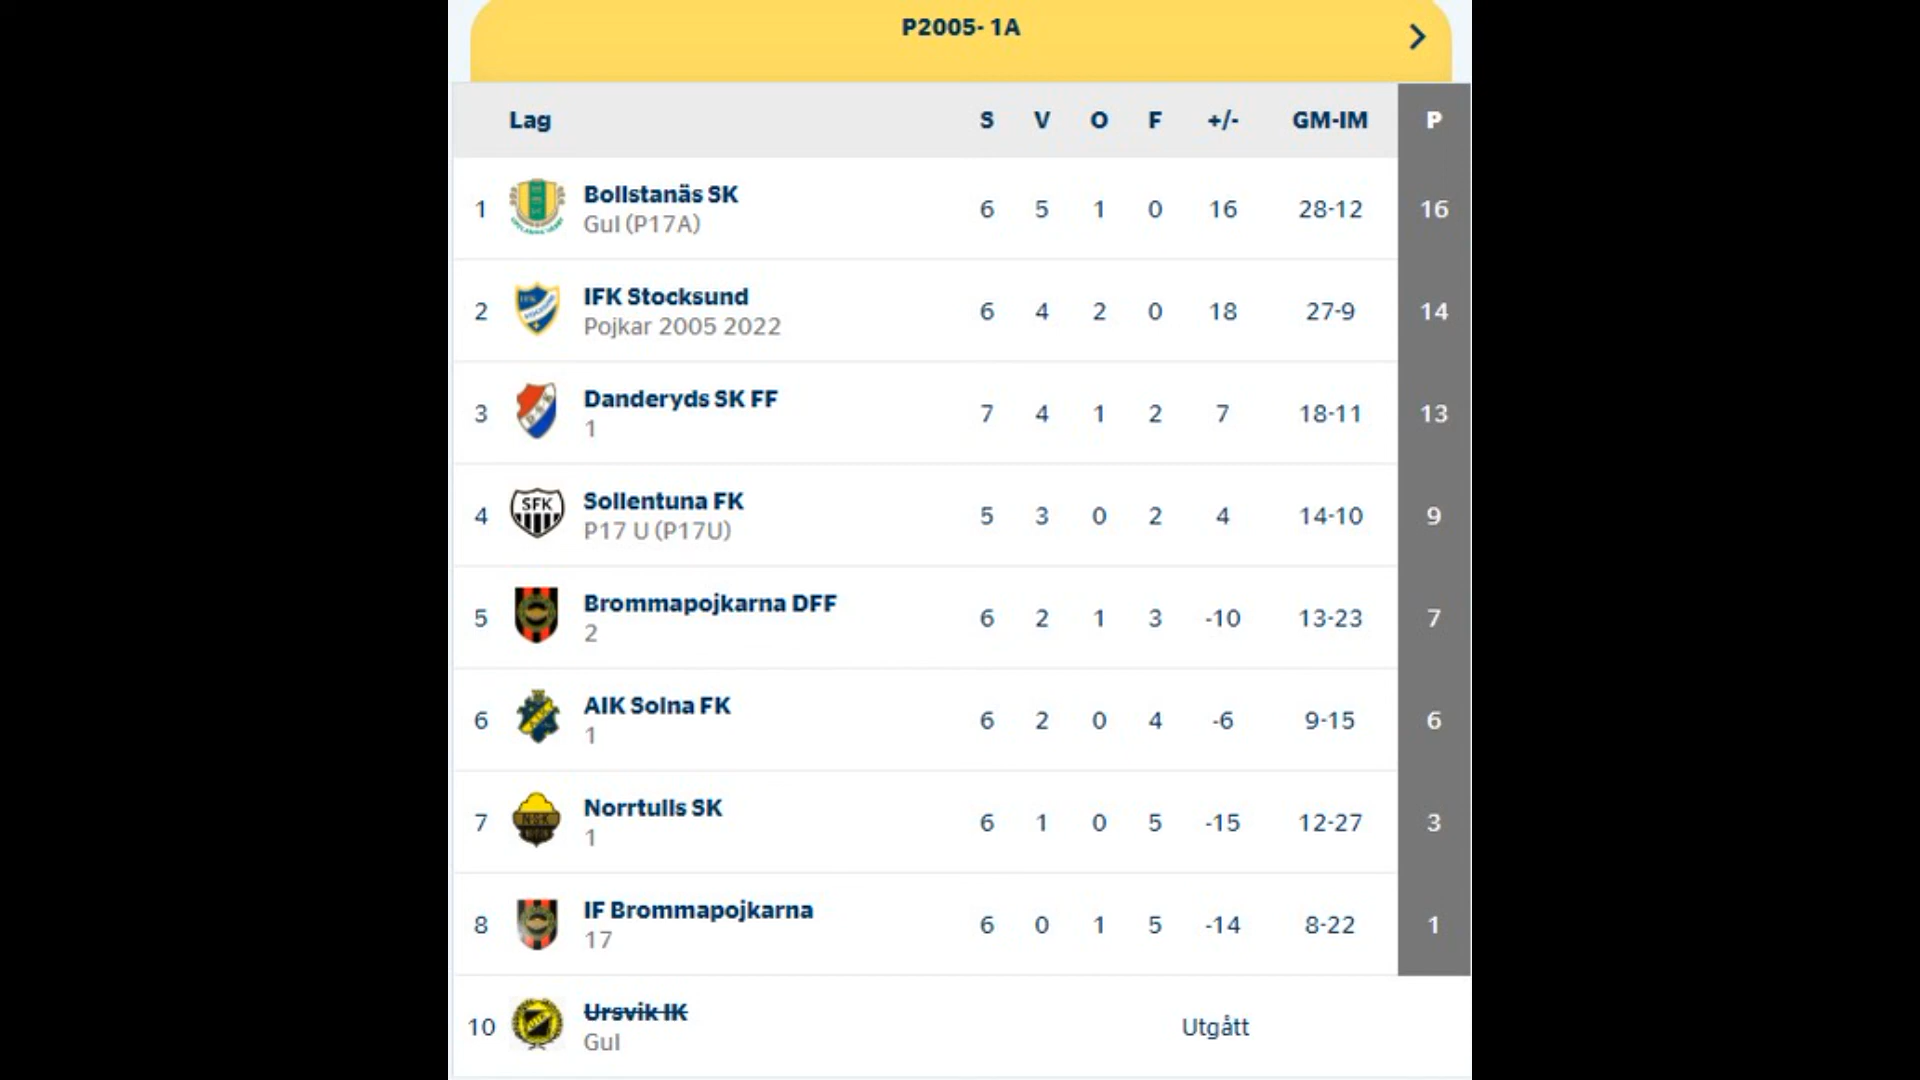 P2005- 1A
Lag S V O F +/- GM-IM P
1 Bollstanäs SK 6 5 1 0 16 28-12 16
Gul (P17A)
2 IFK Stocksund 6 4 2 0 18 27-9 14
Pojkar 2005 2022
3 Danderyds SK FF 7 4 1 2 7 18-11 13
1
SFK
4 Sollentuna FK 5 3 0 2 4 14-10 9
P17 U (P17U)
5 Brommapojkarna DFF 6 2 1 3 -10 13-23 7
2
6 AIK Solna FK 6 2 0 4 -6 9-15 6
1
7 Norrtulls SK 6 1 0 5 -15 12-27 3
1
8 IF Brommapojkarna 6 0 1 5 -14 8-22 1
17
10 Ursvik IK Utgått
Gul